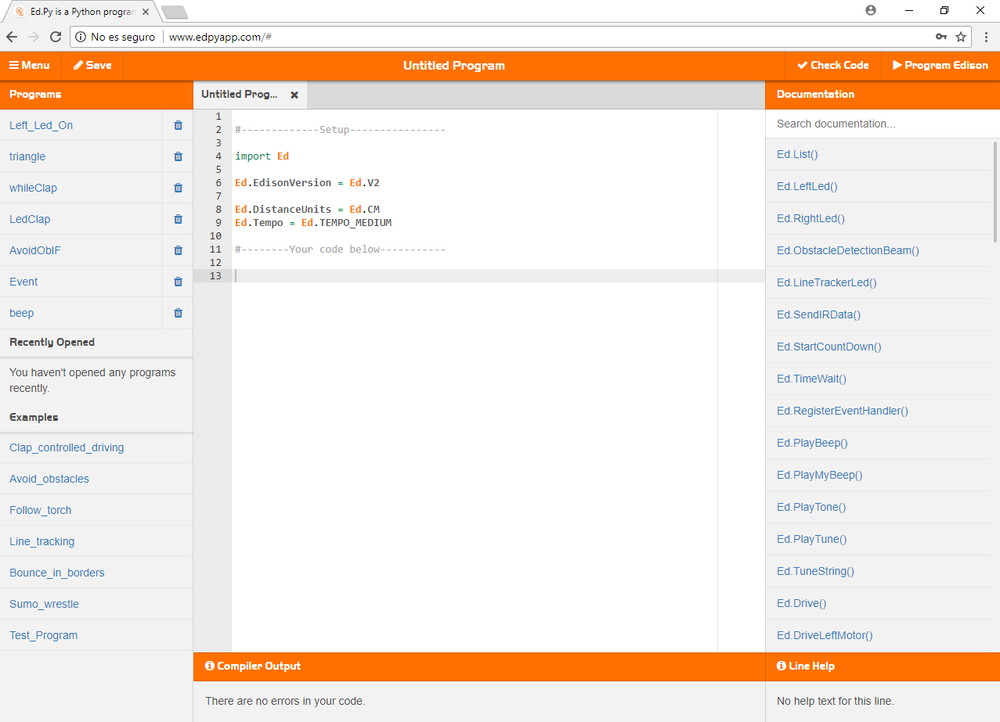 Ed.Py is a Python program
No es seguro www.edpyapp.com/#
Menu Save Untitled Program Check Code Program Edison
Programs
Left_Led_On
triangle
whileClap
LedClap
AvoidObIF
Event
beep
Recently Opened
You haven't opened any programs
recently.
Examples
Clap_controlled_driving
Avoid_obstacles
Follow_torch
Line_tracking
Bounce_in_borders
Sumo_wrestle
Test_Program
Untitled Prog...
1
2 #-------------Setup----------------
3
4 import Ed
5
6 Ed.EdisonVersion = Ed.V2
7
8 Ed.DistanceUnits = Ed.CM
9 Ed.Tempo = Ed.TEMPO_MEDIUM
10
11 #--------Your code below-----------
12
13
Compiler Output
There are no errors in your code.
Documentation
Search documentation...
Ed.List()
Ed.LeftLed()
Ed.RightLed()
Ed.ObstacleDetectionBeam()
Ed.LineTrackerLed()
Ed.SendIRData()
Ed.StartCountDown()
Ed.TimeWait()
Ed.RegisterEventHandler()
Ed.PlayBeep()
Ed.PlayMyBeep()
Ed.PlayTone()
Ed.PlayTune()
Ed.TuneString()
Ed.Drive()
Ed.DriveLeftMotor()
Line Help
No help text for this line.